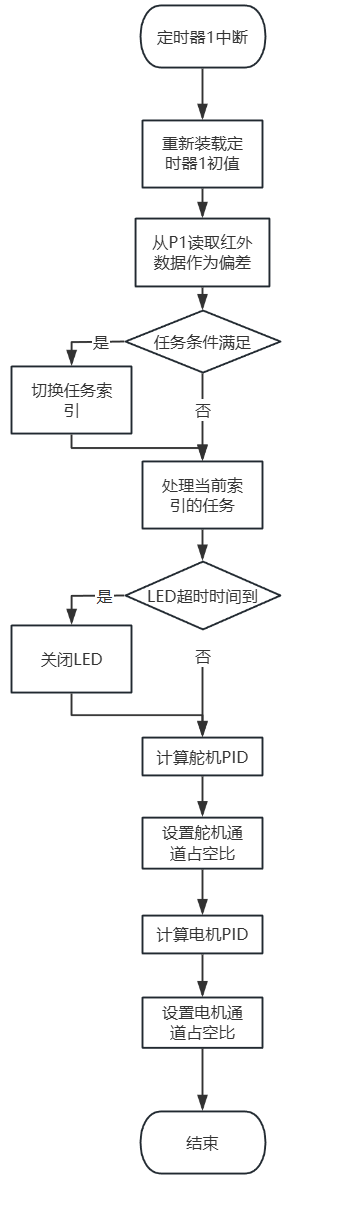 定时器1中断
重新装载定
时器1初值
从P1读取红外
数据作为偏差
任务条件满足
是
切换任务索
引
否
处理当前索
引的任务
LED超时时间到
是
关闭LED
否
计算舵机PID
设置舵机通
道占空比
计算电机PID
设置电机通
道占空比
结束